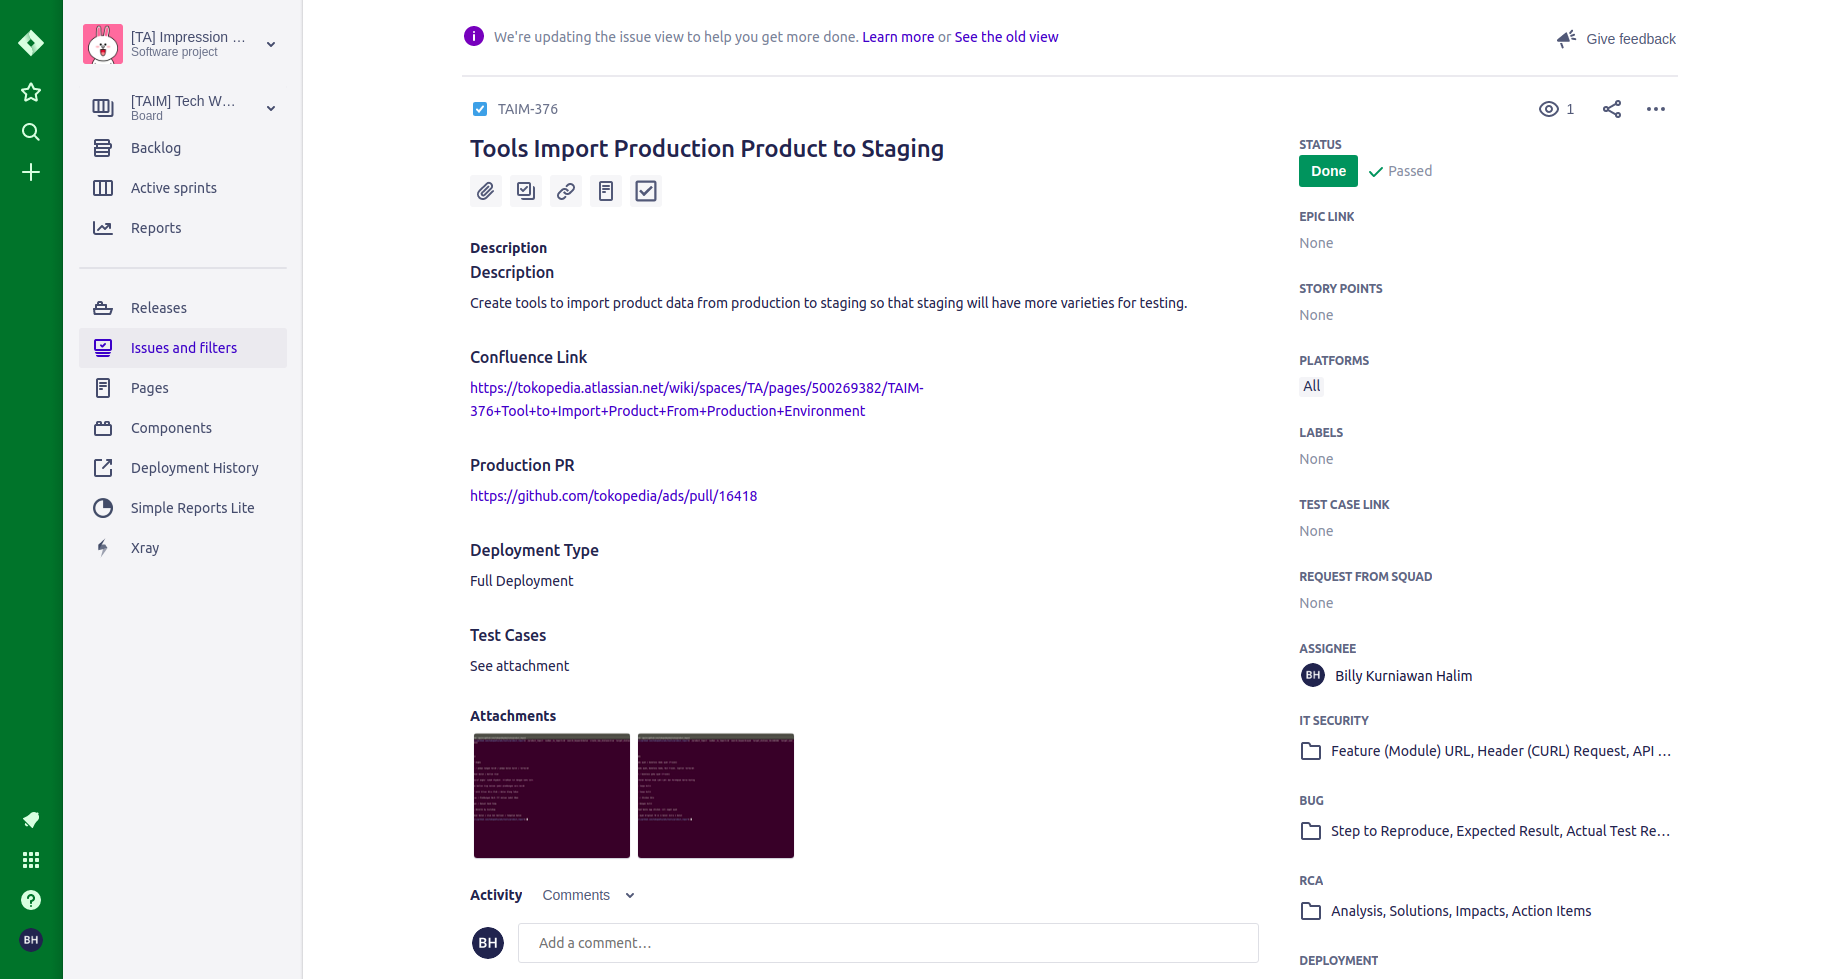 [TA] Impression ...
Software project
[TAIM] Tech W...
Board
Backlog
Active sprints
Reports
Releases
Issues and filters
Pages
Components
Deployment History
Simple Reports Lite
Xray
BH
We're updating the issue view to help you get more done. Learn more or See the old view
Give feedback
TAIM-376
1
Tools Import Production Product to Staging
Description
Description
Create tools to import product data from production to staging so that staging will have more varieties for testing.
Confluence Link
https://tokopedia.atlassian.net/wiki/spaces/TA/pages/500269382/TAIM-
376+Tool+to+Import+Product+From+Production+Environment
Production PR
https://github.com/tokopedia/ads/pull/16418
Deployment Type
Full Deployment
Test Cases
See attachment
Attachments
Activity Comments
BH Add a comment...
STATUS
Done Passed
EPIC LINK
None
STORY POINTS
None
PLATFORMS
All
LABELS
None
TEST CASE LINK
None
REQUEST FROM SQUAD
None
ASSIGNEE
BH Billy Kurniawan Halim
IT SECURITY
Feature (Module) URL, Header (CURL) Request, API ...
BUG
Step to Reproduce, Expected Result, Actual Test Re...
RCA
Analysis, Solutions, Impacts, Action Items
DEPLOYMENT